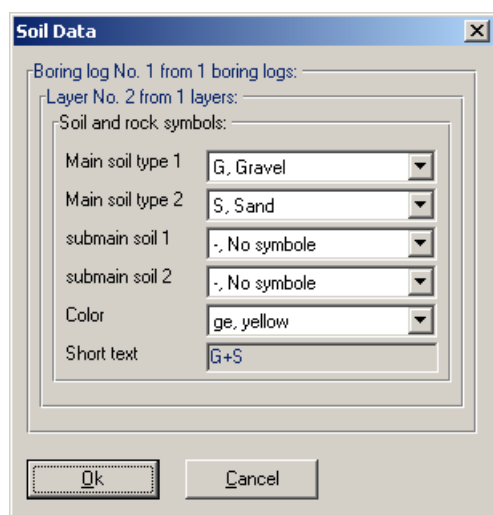 Soil Data
Boring log No. 1 from 1 boring logs:
Layer No. 2 from 1 layers:
Soil and rock symbols:
Main soil type 1 G, Gravel
Main soil type 2 S, Sand
submain soil 1 -, No symbole
submain soil 2 -, No symbole
Color ge, yellow
Short text G+S
Ok Cancel